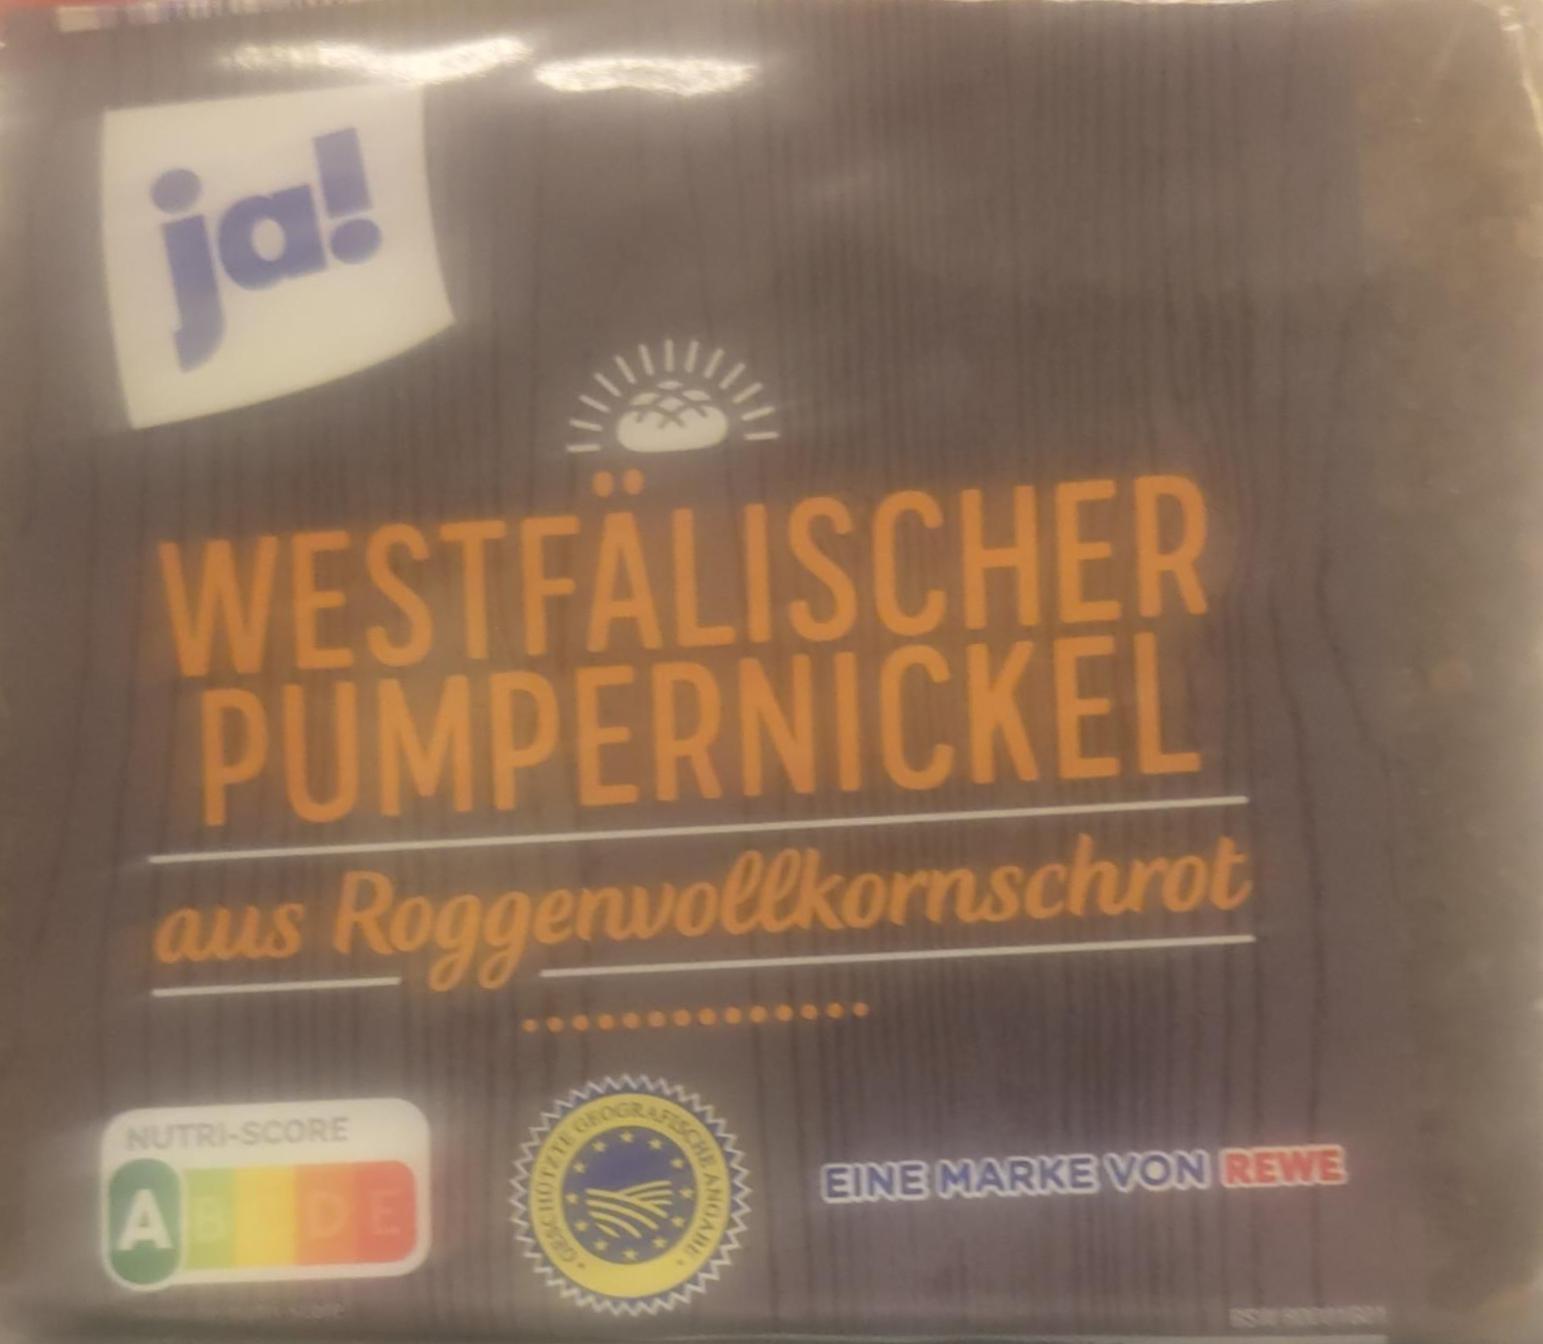 ja!
WESTFÄLISCHER
PUMPERNICKEL
aus Roggenvollkornschrot
NUTRI-SCORE
A B C D E
GESCHÜTZTE GEOGRAFISCHE ANGABE
EINE MARKE VON REWE